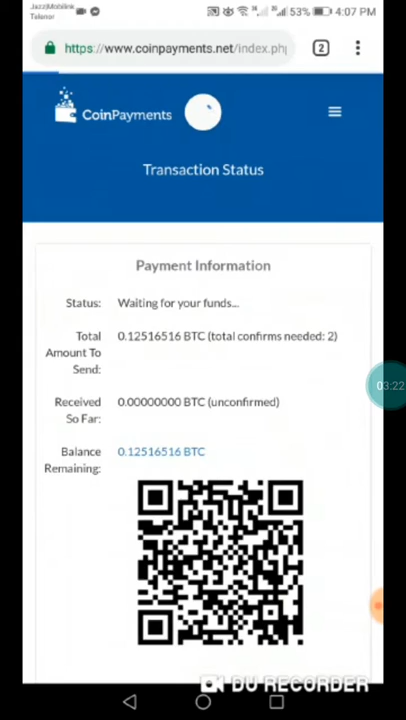 Jazz|Mobilink
Telenor
53%
4:07 PM
https://www.coinpayments.net/index.php
2
CoinPayments
Transaction Status
Payment Information
Status: Waiting for your funds...
Total Amount To Send: 0.12516516 BTC (total confirms needed: 2)
Received So Far: 0.00000000 BTC (unconfirmed)
Balance Remaining: 0.12516516 BTC
03:22
DU RECORDER